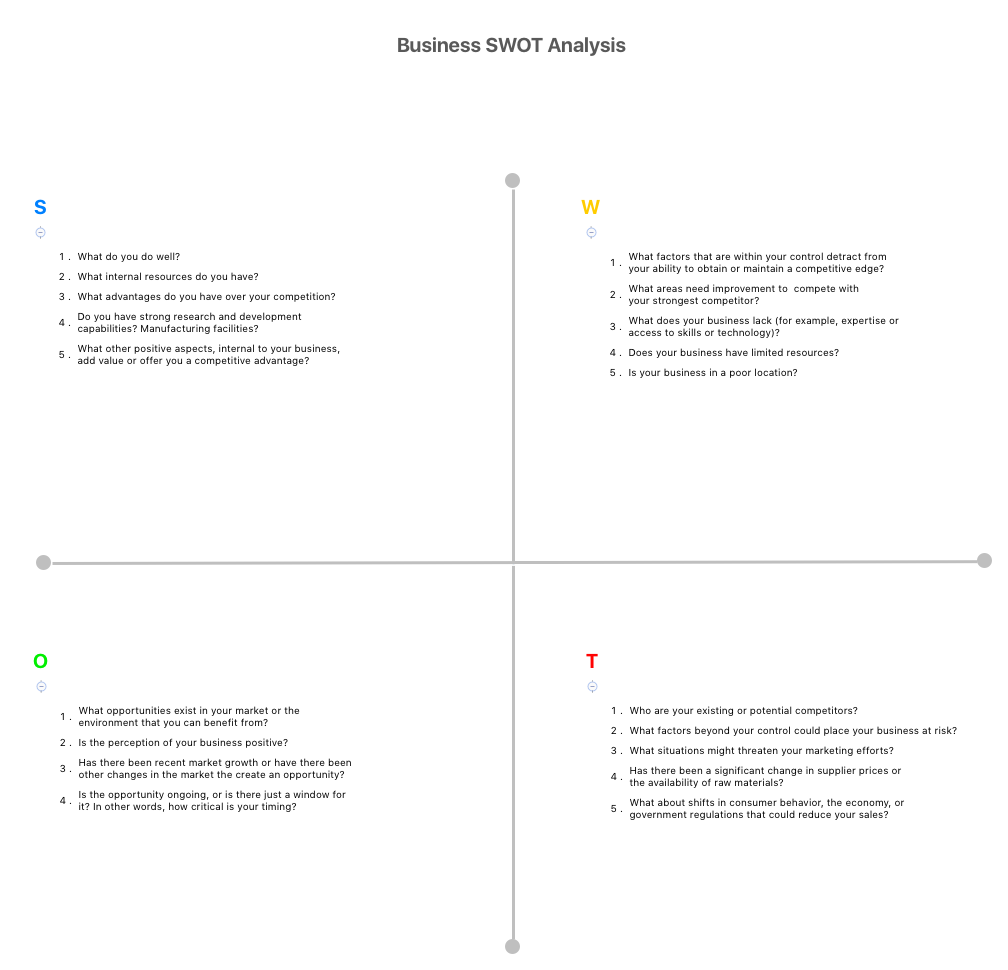 Business SWOT Analysis
S
1 . What do you do well?
2 . What internal resources do you have?
3 . What advantages do you have over your competition?
4 . Do you have strong research and development
capabilities? Manufacturing facilities?
5 . What other positive aspects, internal to your business,
add value or offer you a competitive advantage?
W
1 . What factors that are within your control detract from
your ability to obtain or maintain a competitive edge?
2 . What areas need improvement to  compete with
your strongest competitor?
3 . What does your business lack (for example, expertise or
access to skills or technology)?
4 . Does your business have limited resources?
5 . Is your business in a poor location?
O
1 . What opportunities exist in your market or the
environment that you can benefit from?
2 . Is the perception of your business positive?
3 . Has there been recent market growth or have there been
other changes in the market the create an opportunity?
4 . Is the opportunity ongoing, or is there just a window for
it? In other words, how critical is your timing?
T
1 . Who are your existing or potential competitors?
2 . What factors beyond your control could place your business at risk?
3 . What situations might threaten your marketing efforts?
4 . Has there been a significant change in supplier prices or
the availability of raw materials?
5 . What about shifts in consumer behavior, the economy, or
government regulations that could reduce your sales?